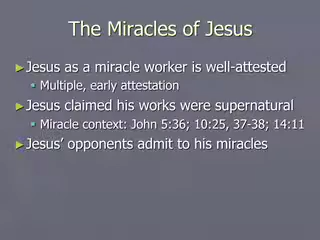 The Miracles of Jesus
► Jesus as a miracle worker is well-attested
▪ Multiple, early attestation
► Jesus claimed his works were supernatural
▪ Miracle context: John 5:36; 10:25, 37-38; 14:11
► Jesus’ opponents admit to his miracles